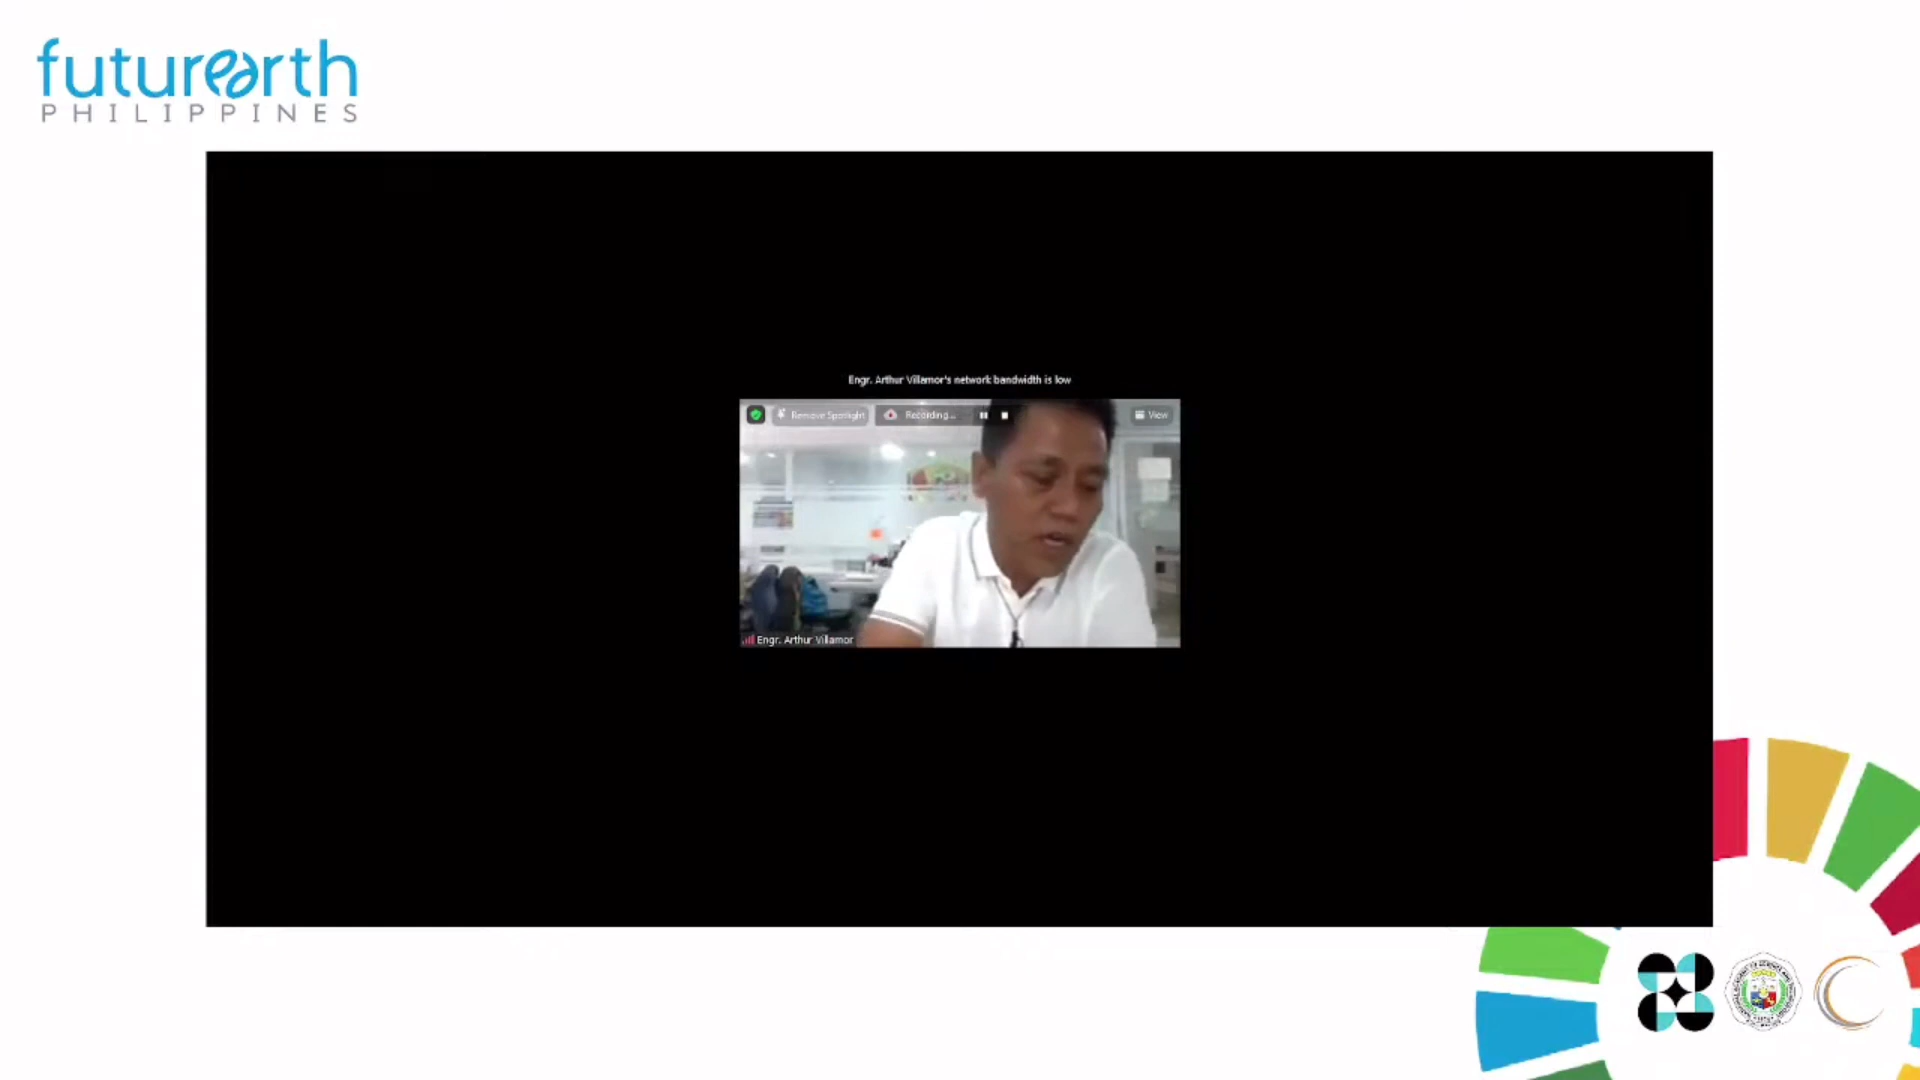 futurearth
PHILIPPINES
Engr. Arthur Villamor's network bandwidth is low
Remove Spotlight
Recording...
View
Engr. Arthur Villamor